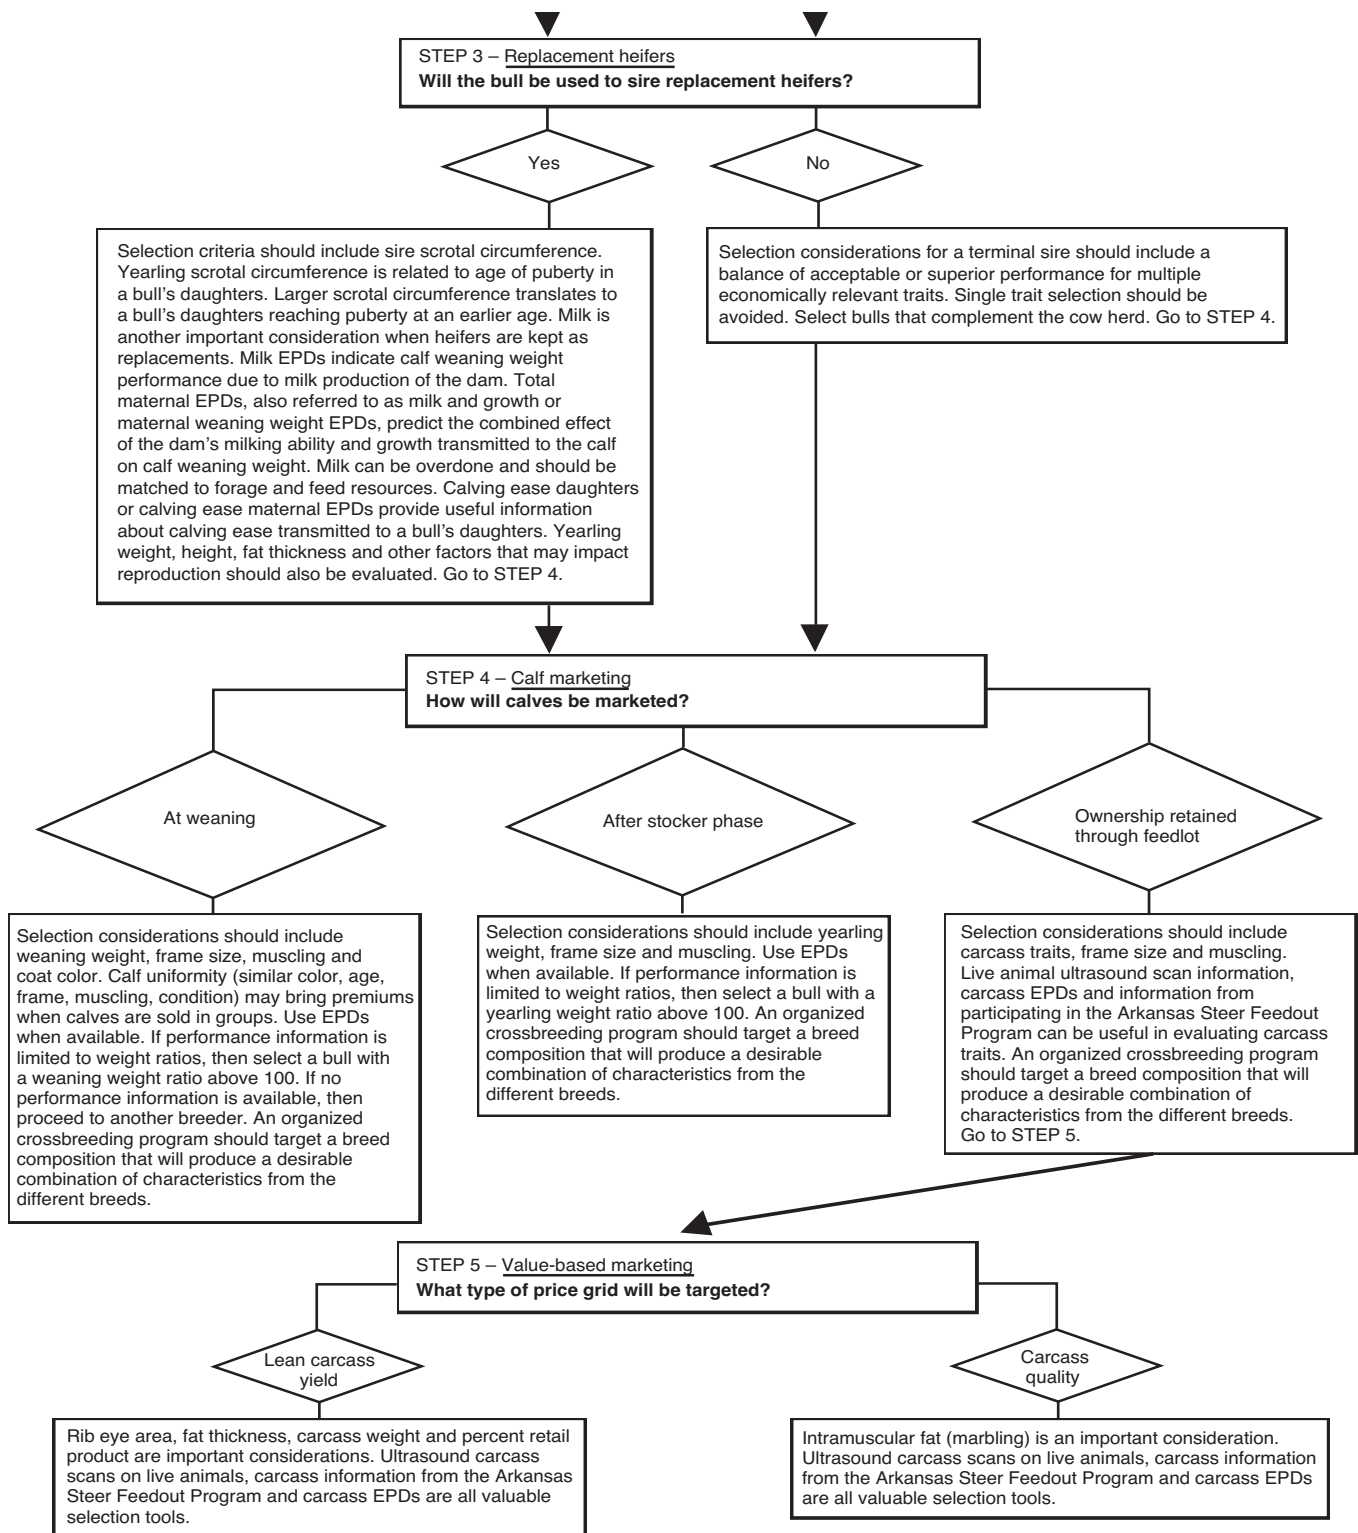 STEP 3 – Replacement heifers
Will the bull be used to sire replacement heifers?
Yes
No
Selection criteria should include sire scrotal circumference.
Yearling scrotal circumference is related to age of puberty in
a bull's daughters. Larger scrotal circumference translates to
a bull's daughters reaching puberty at an earlier age. Milk is
another important consideration when heifers are kept as
replacements. Milk EPDs indicate calf weaning weight
performance due to milk production of the dam. Total
maternal EPDs, also referred to as milk and growth or
maternal weaning weight EPDs, predict the combined effect
of the dam's milking ability and growth transmitted to the calf
on calf weaning weight. Milk can be overdone and should be
matched to forage and feed resources. Calving ease daughters
or calving ease maternal EPDs provide useful information
about calving ease transmitted to a bull's daughters. Yearling
weight, height, fat thickness and other factors that may impact
reproduction should also be evaluated. Go to STEP 4.
Selection considerations for a terminal sire should include a
balance of acceptable or superior performance for multiple
economically relevant traits. Single trait selection should be
avoided. Select bulls that complement the cow herd. Go to STEP 4.
STEP 4 – Calf marketing
How will calves be marketed?
At weaning
After stocker phase
Ownership retained
through feedlot
Selection considerations should include
weaning weight, frame size, muscling and
coat color. Calf uniformity (similar color, age,
frame, muscling, condition) may bring premiums
when calves are sold in groups. Use EPDs
when available. If performance information is
limited to weight ratios, then select a bull with
a weaning weight ratio above 100. If no
performance information is available, then
proceed to another breeder. An organized
crossbreeding program should target a breed
composition that will produce a desirable
combination of characteristics from the
different breeds.
Selection considerations should include yearling
weight, frame size and muscling. Use EPDs
when available. If performance information is
limited to weight ratios, then select a bull with a
yearling weight ratio above 100. An organized
crossbreeding program should target a breed
composition that will produce a desirable
combination of characteristics from the
different breeds.
Selection considerations should include
carcass traits, frame size and muscling.
Live animal ultrasound scan information,
carcass EPDs and information from
participating in the Arkansas Steer Feedout
Program can be useful in evaluating carcass
traits. An organized crossbreeding program
should target a breed composition that will
produce a desirable combination of
characteristics from the different breeds.
Go to STEP 5.
STEP 5 – Value-based marketing
What type of price grid will be targeted?
Lean carcass
yield
Carcass
quality
Rib eye area, fat thickness, carcass weight and percent retail
product are important considerations. Ultrasound carcass
scans on live animals, carcass information from the Arkansas
Steer Feedout Program and carcass EPDs are all valuable
selection tools.
Intramuscular fat (marbling) is an important consideration.
Ultrasound carcass scans on live animals, carcass information
from the Arkansas Steer Feedout Program and carcass EPDs
are all valuable selection tools.